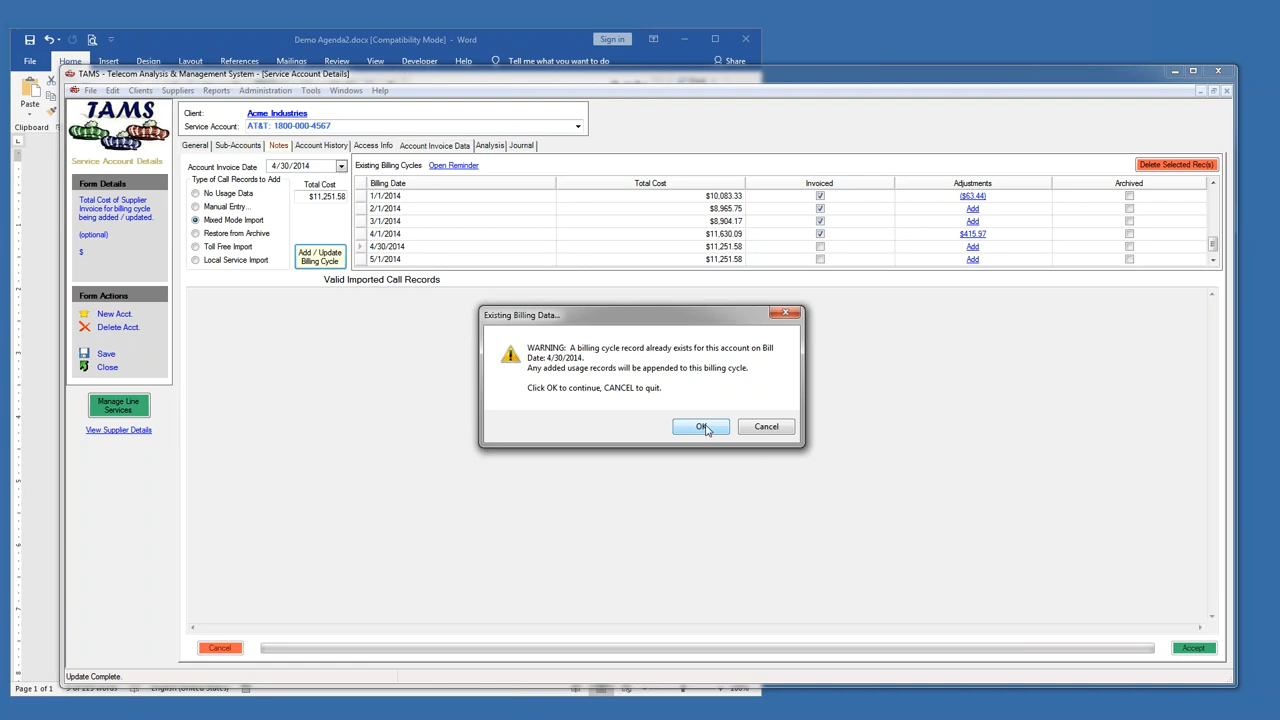 Demo Agenda2.docx [Compatibility Mode] - Word
Sign in
File Home Insert Design Layout References Mailings Review View Developer Help Tell me what you want to do Share
Paste
Clipboard
TAMS - Telecom Analysis & Management System - [Service Account Details]
File Edit Clients Suppliers Reports Administration Tools Windows Help
TAMS
Service Account Details
Form Details
Total Cost of Supplier
Invoice for billing cycle
being added / updated.
(optional)
$
Form Actions
New Acct.
Delete Acct.
Save
Close
Manage Line
Services
View Supplier Details
Client: Acme Industries
Service Account: AT&T: 1800-000-4567
General Sub-Accounts Notes Account History Access Info Account Invoice Data Analysis Journal
Account Invoice Date 4/30/2014
Type of Call Records to Add
No Usage Data
Manual Entry...
Mixed Mode Import
Restore from Archive
Toll Free Import
Local Service Import
Total Cost
$11,251.58
Add / Update
Billing Cycle
Existing Billing Cycles Open Reminder
Delete Selected Rec(s)
Billing Date Total Cost Invoiced Adjustments Archived
1/1/2014 $10,083.33 ($63.44)
2/1/2014 $8,965.75 Add
3/1/2014 $8,904.17 Add
4/1/2014 $11,630.09 $415.97
4/30/2014 $11,251.58 Add
5/1/2014 $11,251.58 Add
Valid Imported Call Records
Existing Billing Data...
WARNING: A billing cycle record already exists for this account on Bill
Date: 4/30/2014.
Any added usage records will be appended to this billing cycle.
Click OK to continue, CANCEL to quit.
OK Cancel
Cancel
Accept
Update Complete.
Page 1 of 1